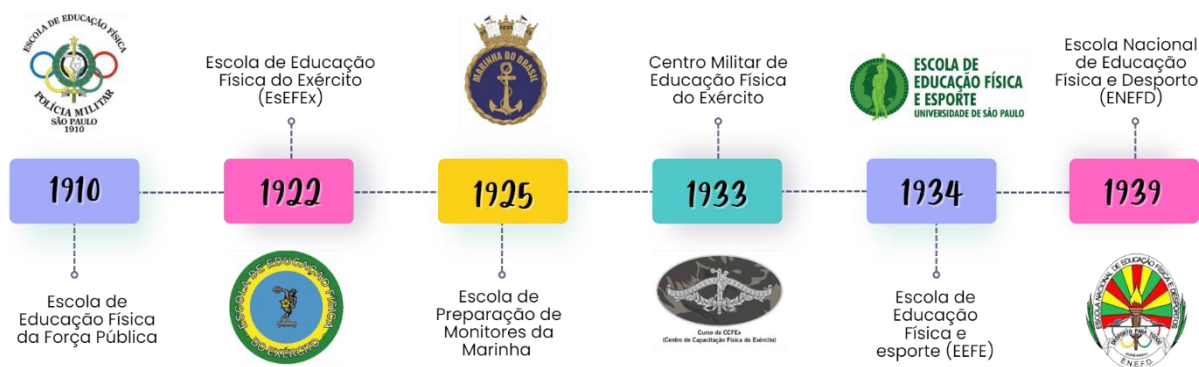 ESCOLA DE EDUCAÇÃO FÍSICA
POLÍCIA MILITAR
SÃO PAULO
1910
1910
Escola de
Educação Física
da Força Pública
Escola de Educação
Física do Exército
(EsEFEx)
1922
ESCOLA DE EDUCAÇÃO FÍSICA
DO EXÉRCITO
MARINHA DO BRASIL
1925
Escola de
Preparação de
Monitores da
Marinha
Centro Militar de
Educação Física
do Exército
1933
Curso do CCFEx
(Centro de Capacitação Física do Exército)
ESCOLA DE
EDUCAÇÃO FÍSICA
E ESPORTE
UNIVERSIDADE DE SÃO PAULO
1934
Escola de
Educação
Física e
esporte (EEFE)
Escola Nacional
de Educação
Física e Desporto
(ENEFD)
1939
ESCOLA NACIONAL DE EDUCAÇÃO FÍSICA E DESPORTOS
DESPORTO PARA TODOS
E.N.E.F.D.